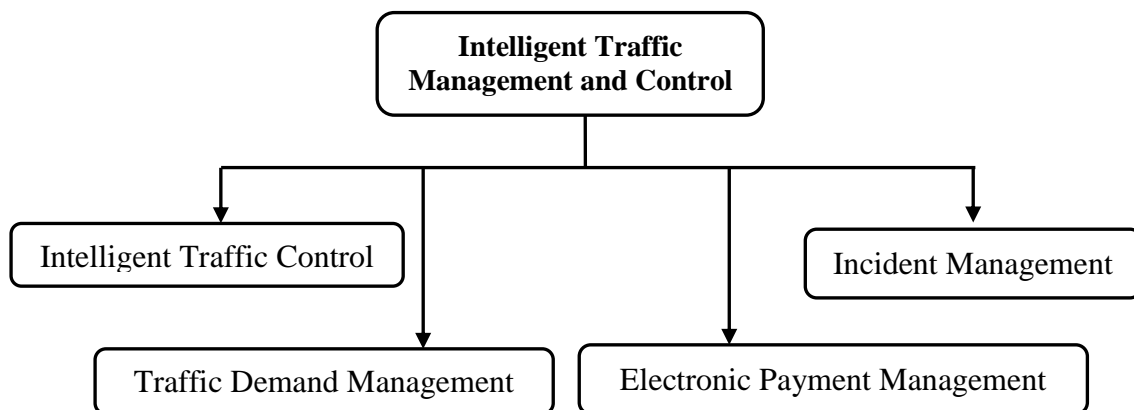 Intelligent Traffic
Management and Control
Intelligent Traffic Control
Incident Management
Traffic Demand Management
Electronic Payment Management